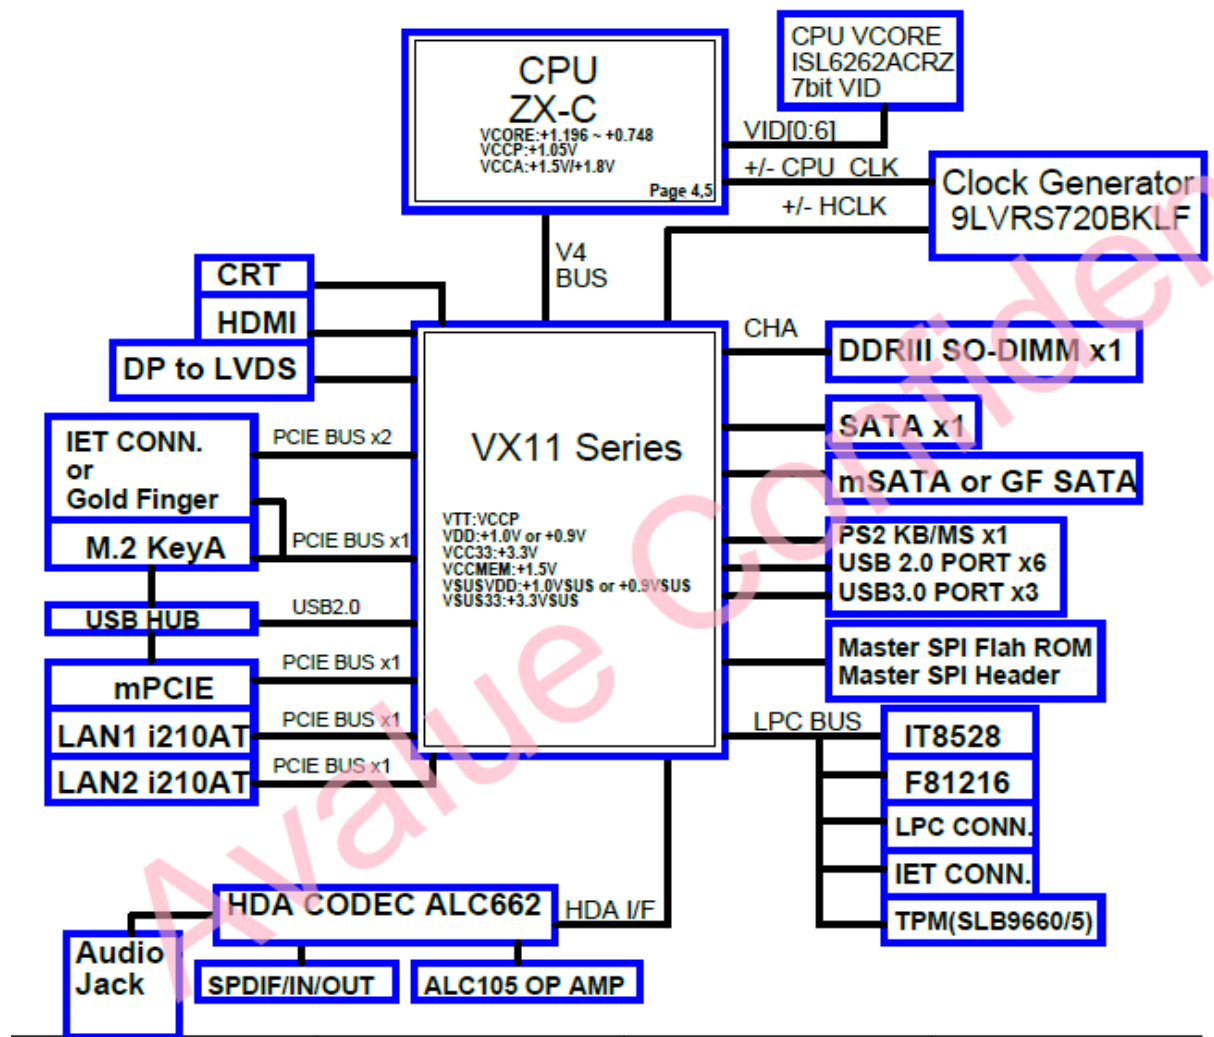 CPU VCORE
ISL6262ACRZ
7bit VID
CPU
ZX-C
VCORE:+1.196 ~ +0.748
VCCP:+1.05V
VCCA:+1.5V/+1.8V
Page 4,5
VID[0:6]
+/- CPU CLK
+/- HCLK
Clock Generator
9LVRS720BKLF
V4
BUS
CRT
HDMI
DP to LVDS
CHA
DDRIII SO-DIMM x1
IET CONN.
or
Gold Finger
PCIE BUS x2
M.2 KeyA
PCIE BUS x1
USB HUB
USB2.0
mPCIE
PCIE BUS x1
LAN1 i210AT
PCIE BUS x1
LAN2 i210AT
PCIE BUS x1
VX11 Series
VTT:VCCP
VDD:+1.0V or +0.9V
VCC33:+3.3V
VCCMEM:+1.5V
VSUSVDD:+1.0VSUS or +0.9VSUS
VSUS33:+3.3VSUS
SATA x1
mSATA or GF SATA
PS2 KB/MS x1
USB 2.0 PORT x6
USB3.0 PORT x3
Master SPI Flah ROM
Master SPI Header
LPC BUS
IT8528
F81216
LPC CONN.
IET CONN.
TPM(SLB9660/5)
HDA CODEC ALC662
HDA I/F
Audio
Jack
SPDIF/IN/OUT
ALC105 OP AMP
Avalue Confiden